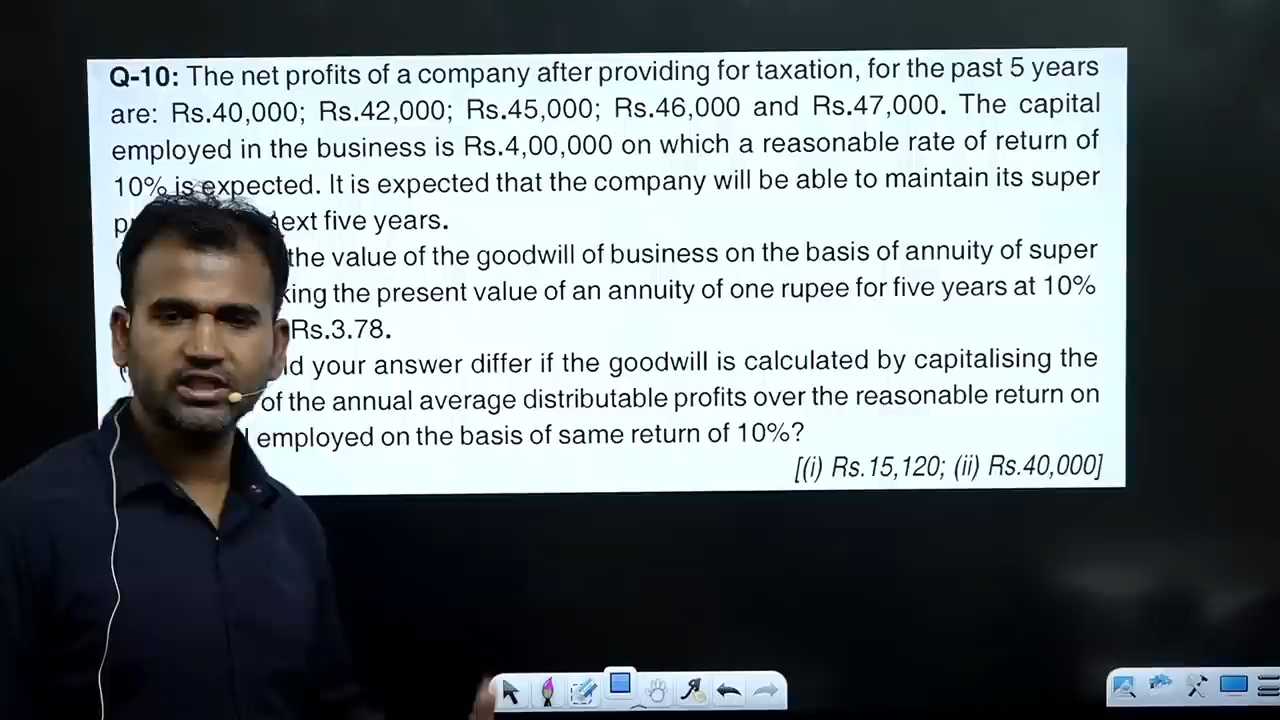 Q-10: The net profits of a company after providing for taxation, for the past 5 years
are: Rs.40,000; Rs.42,000; Rs.45,000; Rs.46,000 and Rs.47,000. The capital
employed in the business is Rs.4,00,000 on which a reasonable rate of return of
10% is expected. It is expected that the company will be able to maintain its super
next five years.
the value of the goodwill of business on the basis of annuity of super
the present value of an annuity of one rupee for five years at 10%
Rs.3.78.
your answer differ if the goodwill is calculated by capitalising the
of the annual average distributable profits over the reasonable return on
employed on the basis of same return of 10%?
[(i) Rs.15,120; (ii) Rs.40,000]